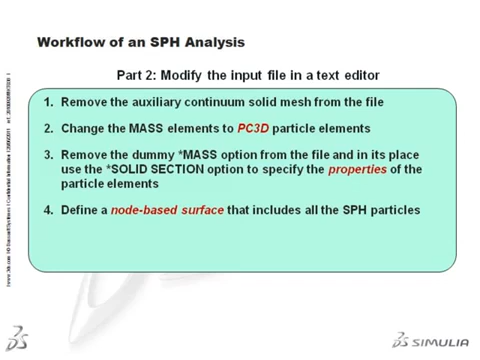 Workflow of an SPH Analysis
Part 2: Modify the input file in a text editor
1. Remove the auxiliary continuum solid mesh from the file
2. Change the MASS elements to PC3D particle elements
3. Remove the dummy *MASS option from the file and in its place
use the *SOLID SECTION option to specify the properties of the
particle elements
4. Define a node-based surface that includes all the SPH particles
SIMULIA